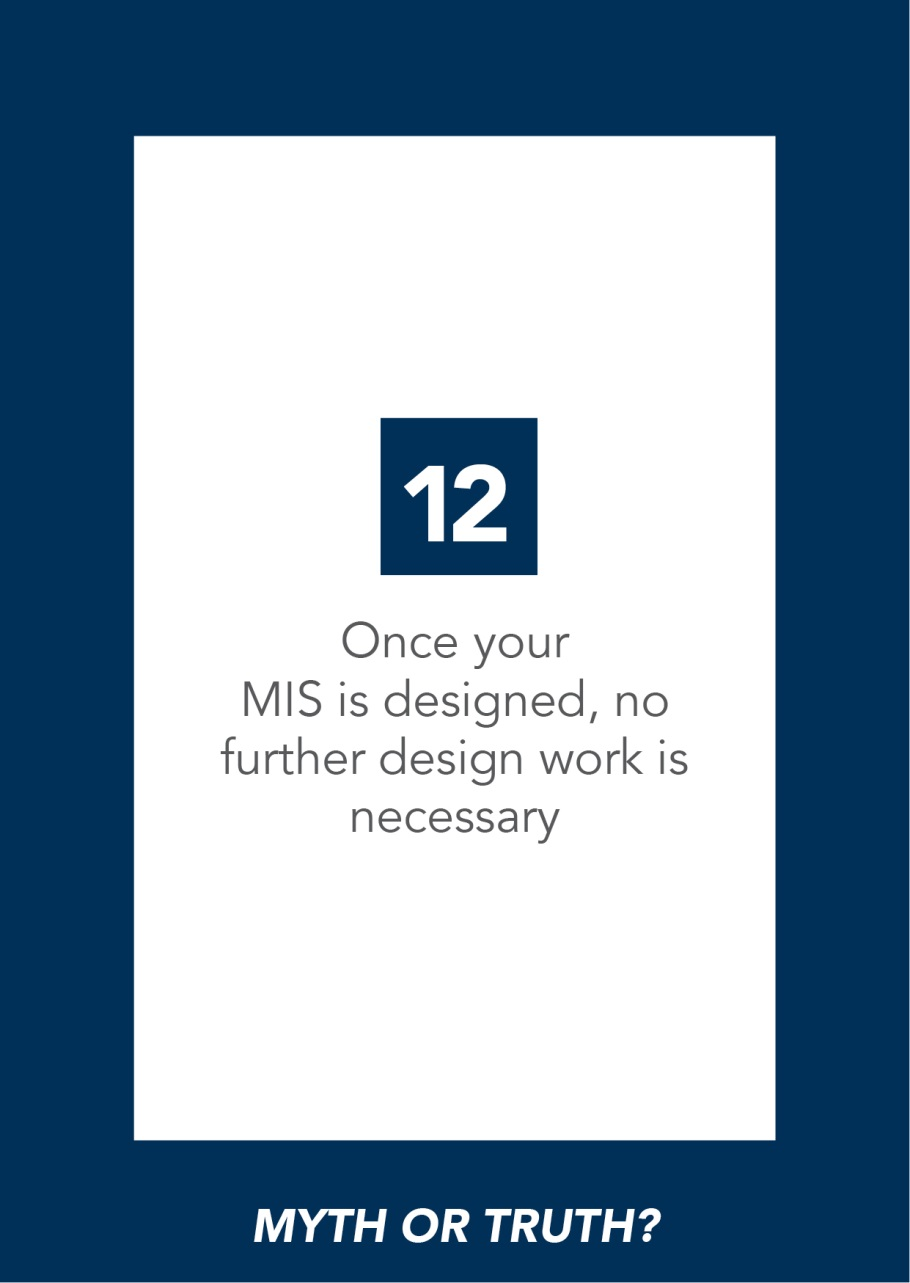 12
Once your
MIS is designed, no
further design work is
necessary
MYTH OR TRUTH?